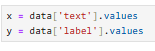 x = data['text'].values
y = data['label'].values